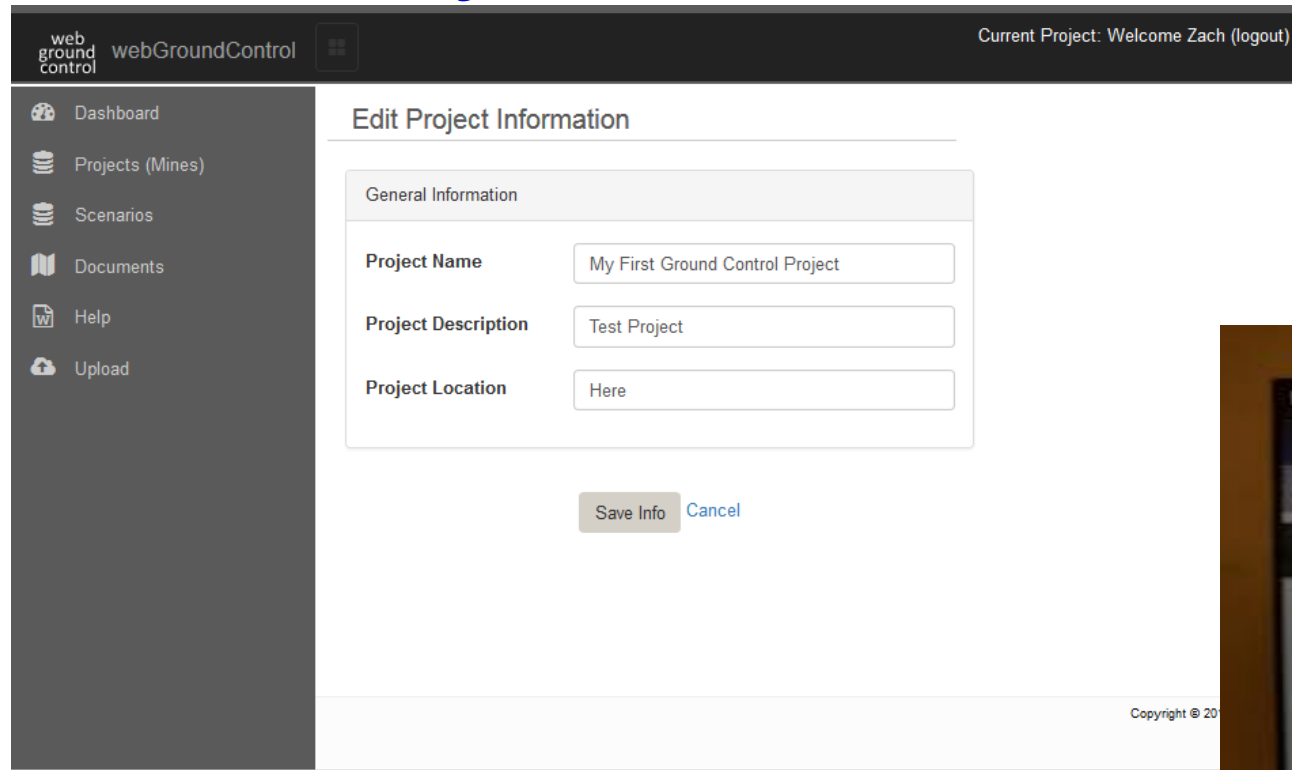 web
ground
control
webGroundControl
Current Project: Welcome Zach (logout)
Dashboard
Projects (Mines)
Scenarios
Documents
Help
Upload
Edit Project Information
General Information
Project Name
My First Ground Control Project
Project Description
Test Project
Project Location
Here
Save Info Cancel
Copyright © 20